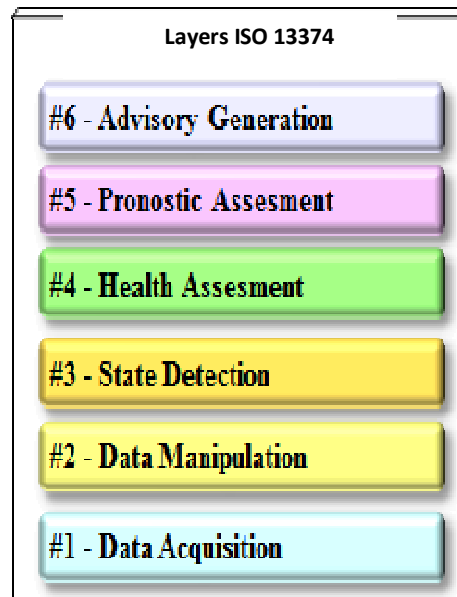 Layers ISO 13374
#6 - Advisory Generation
#5 - Pronostic Assesment
#4 - Health Assesment
#3 - State Detection
#2 - Data Manipulation
#1 - Data Acquisition